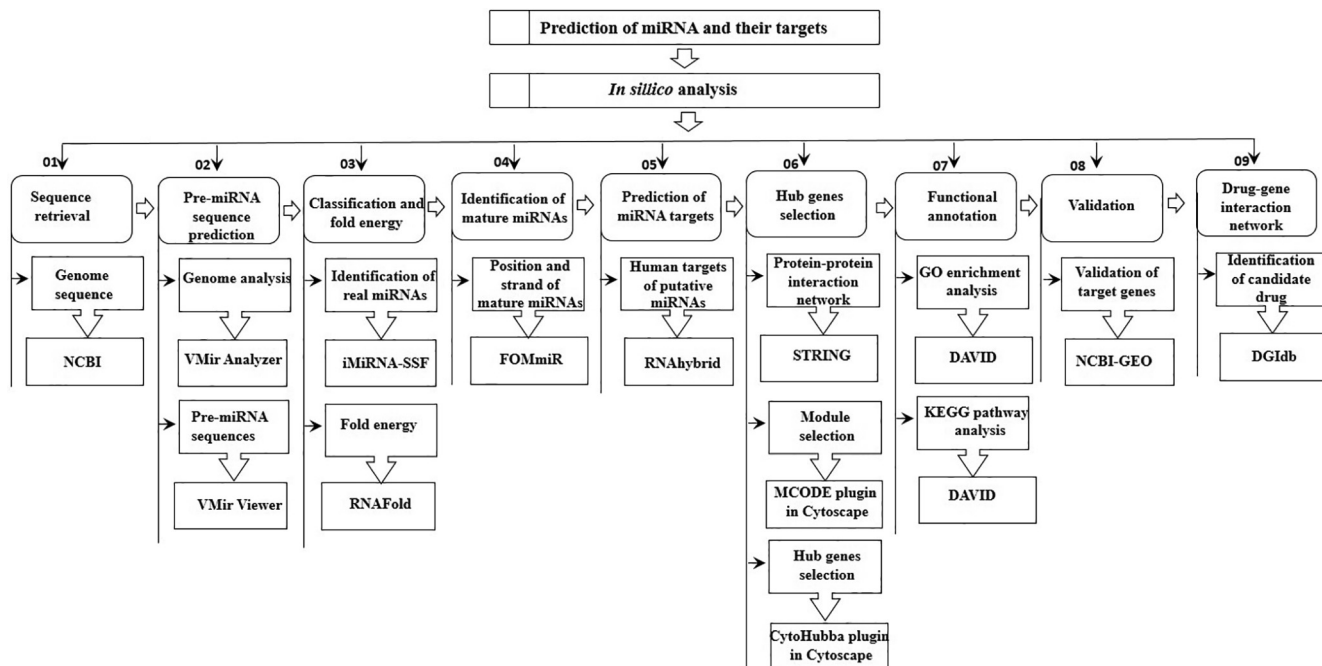 Prediction of miRNA and their targets
In sillico analysis
01
Sequence
retrieval
Genome
sequence
NCBI
02
Pre-miRNA
sequence
prediction
Genome analysis
VMir Analyzer
Pre-miRNA
sequences
VMir Viewer
03
Classification and
fold energy
Identification of
real miRNAs
iMiRNA-SSF
Fold energy
RNAFold
04
Identification of
mature miRNAs
Position and
strand of
mature miRNAs
FOMmiR
05
Prediction of
miRNA targets
Human targets
of putative
miRNAs
RNAhybrid
06
Hub genes
selection
Protein-protein
interaction
network
STRING
Module
selection
MCODE plugin
in Cytoscape
Hub genes
selection
CytoHubba plugin
in Cytoscape
07
Functional
annotation
GO enrichment
analysis
DAVID
KEGG pathway
analysis
DAVID
08
Validation
Validation of
target genes
NCBI-GEO
09
Drug-gene
interaction
network
Identification
of candidate
drug
DGIdb